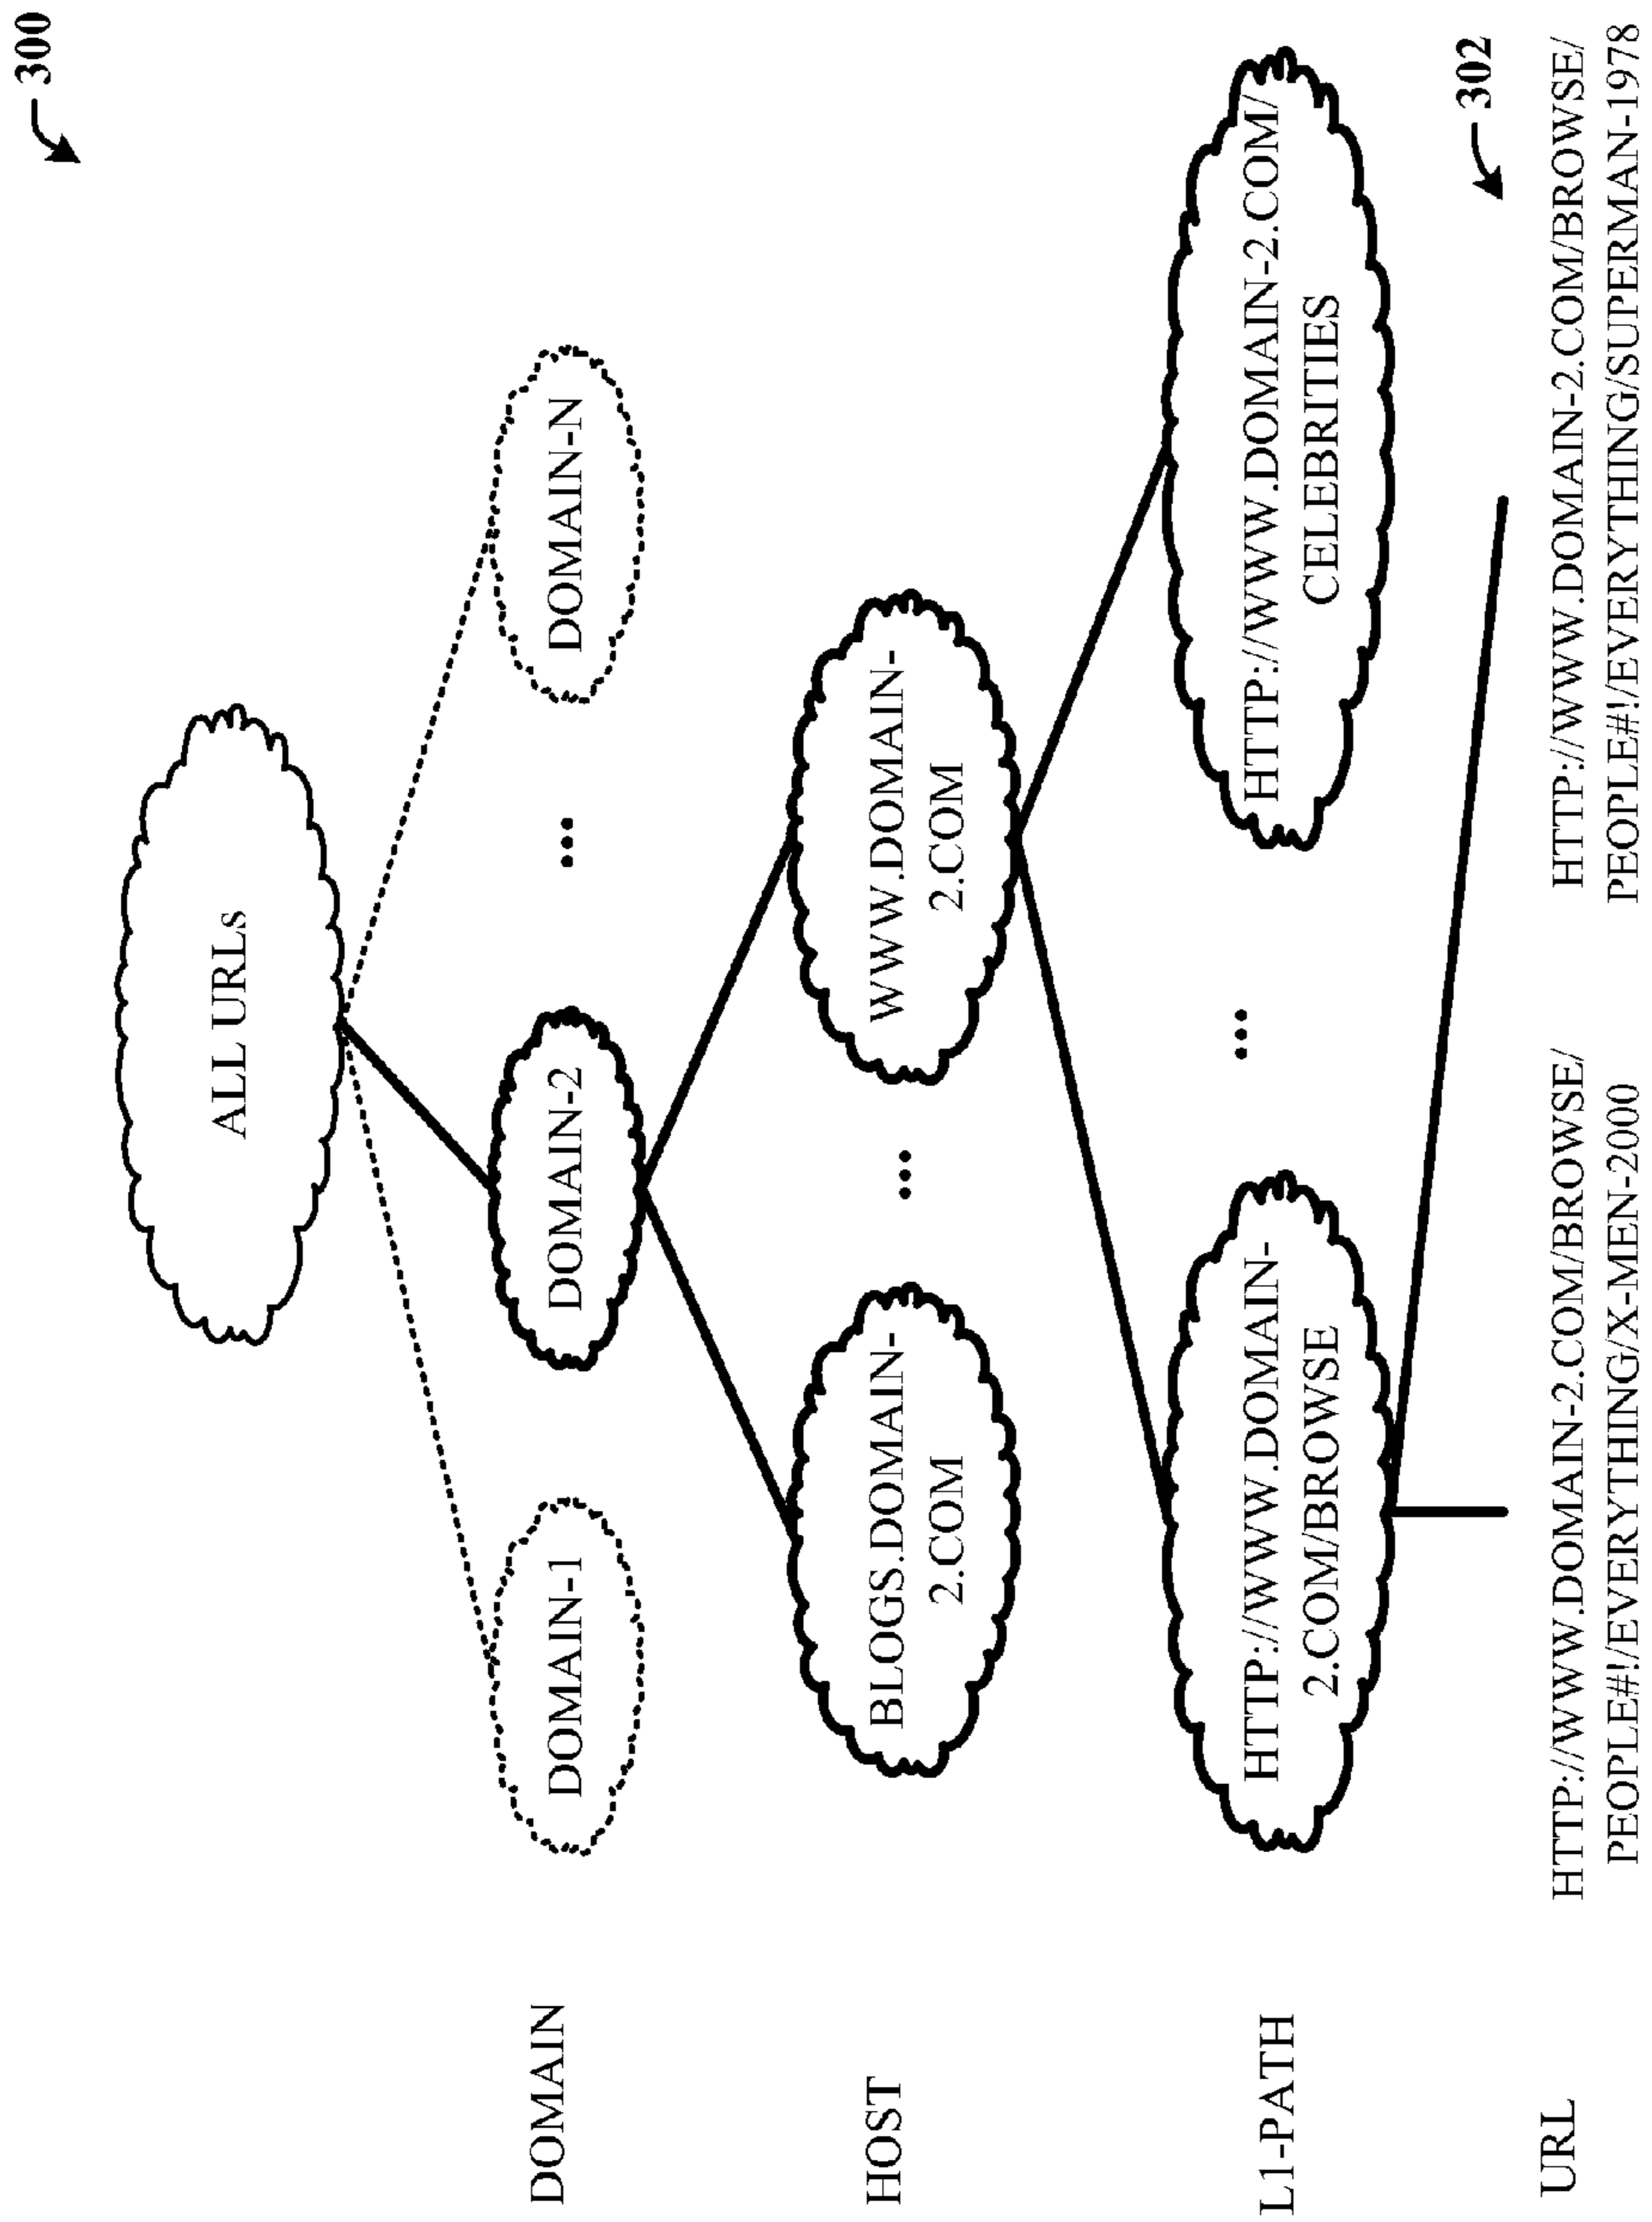 300
ALL URLs
DOMAIN
DOMAIN-1
DOMAIN-2
...
DOMAIN-N
HOST
BLOGS.DOMAIN-
2.COM
...
WWW.DOMAIN-
2.COM
L1-PATH
HTTP://WWW.DOMAIN-
2.COM/BROWSE
...
HTTP://WWW.DOMAIN-2.COM/
CELEBRITIES
302
URL
HTTP://WWW.DOMAIN-2.COM/BROWSE/
PEOPLE#!/EVERYTHING/X-MEN-2000
HTTP://WWW.DOMAIN-2.COM/BROWSE/
PEOPLE#!/EVERYTHING/SUPERMAN-1978